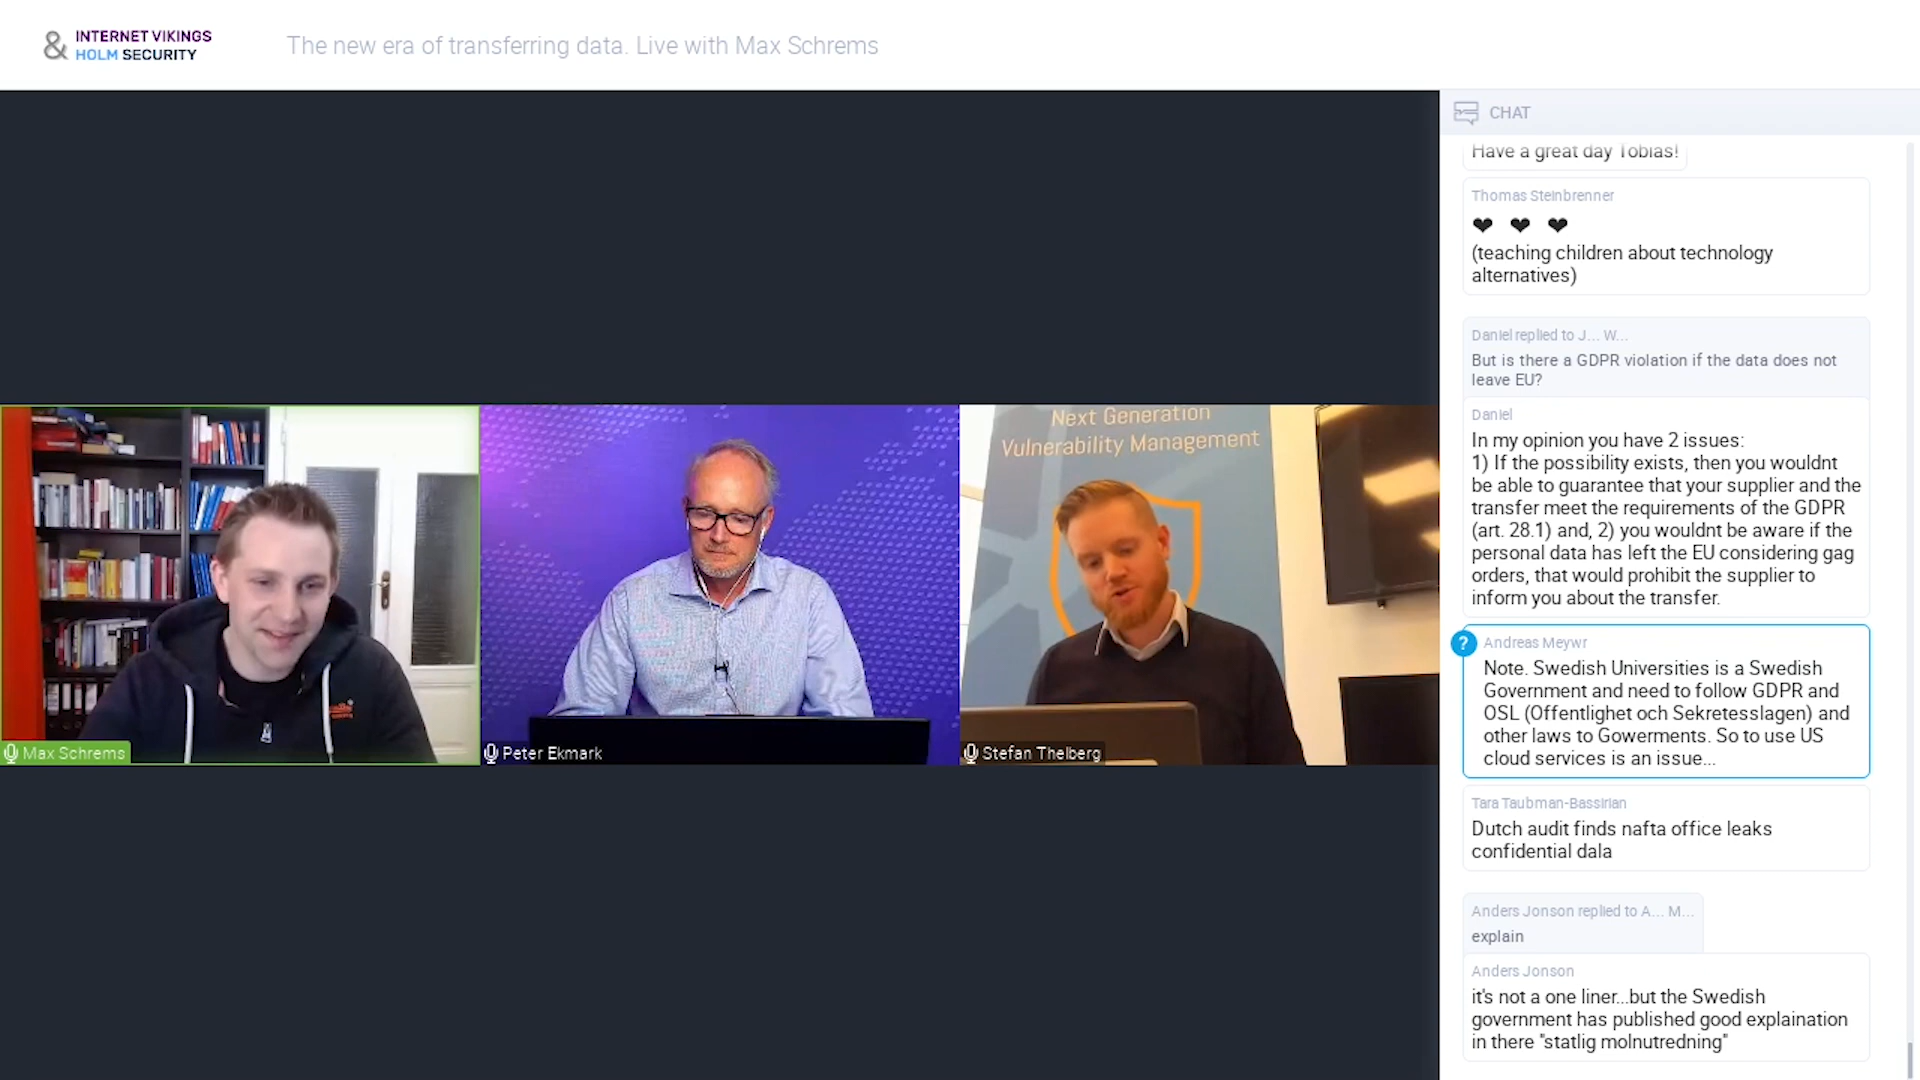 & INTERNET VIKINGS
HOLM SECURITY
The new era of transferring data. Live with Max Schrems
Next Generation
Vulnerability Management
Max Schrems
Peter Ekmark
Stefan Thelberg
CHAT
Have a great day Tobias!
Thomas Steinbrenner
❤ ❤ ❤
(teaching children about technology
alternatives)
Daniel replied to J... W...
But is there a GDPR violation if the data does not
leave EU?
Daniel
In my opinion you have 2 issues:
1) If the possibility exists, then you wouldnt
be able to guarantee that your supplier and the
transfer meet the requirements of the GDPR
(art. 28.1) and, 2) you wouldnt be aware if the
personal data has left the EU considering gag
orders, that would prohibit the supplier to
inform you about the transfer.
?
Andreas Meywr
Note. Swedish Universities is a Swedish
Government and need to follow GDPR and
OSL (Offentlighet och Sekretesslagen) and
other laws to Gowerments. So to use US
cloud services is an issue...
Tara Taubman-Bassirian
Dutch audit finds nafta office leaks
confidential dala
Anders Jonson replied to A... M...
explain
Anders Jonson
it's not a one liner...but the Swedish
government has published good explaination
in there "statlig molnutredning"